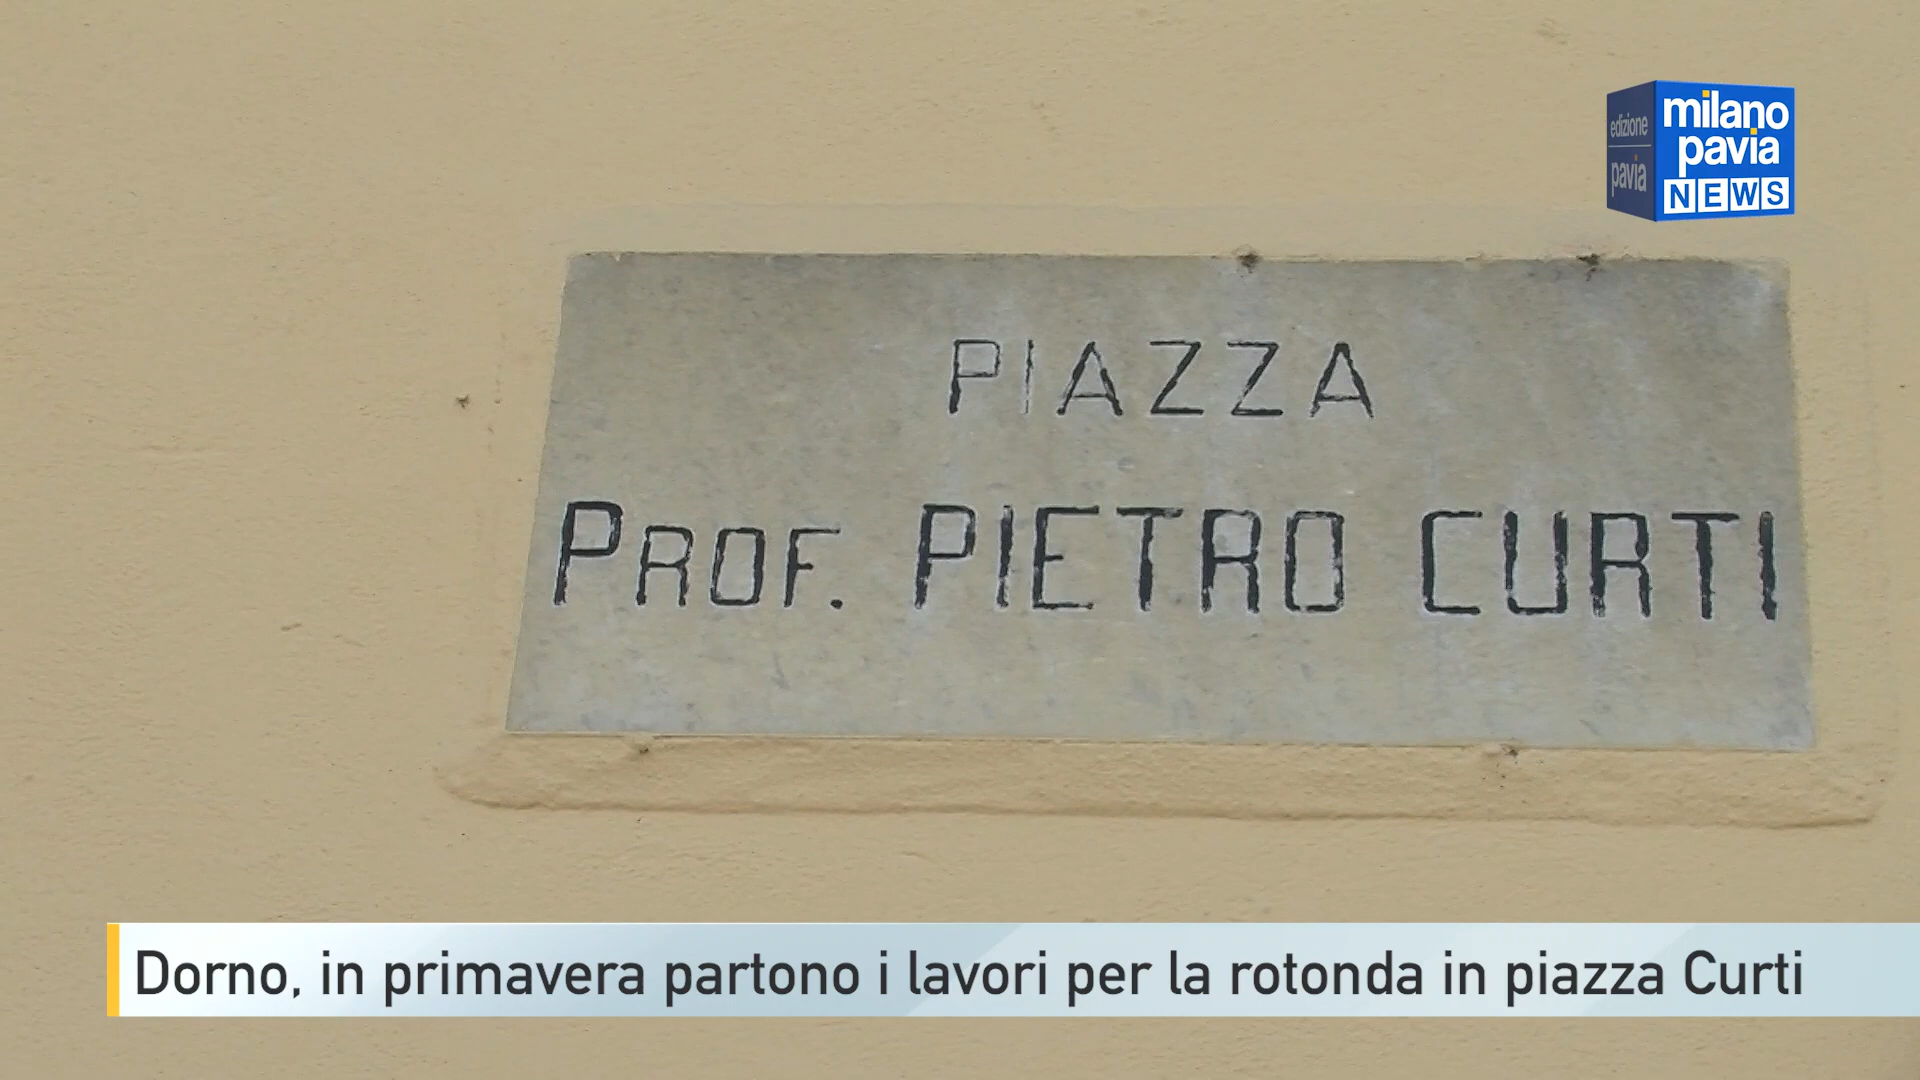 edizione
pavia
milano
pavia
NEWS
PIAZZA
PROF. PIETRO CURTI
Dorno, in primavera partono i lavori per la rotonda in piazza Curti